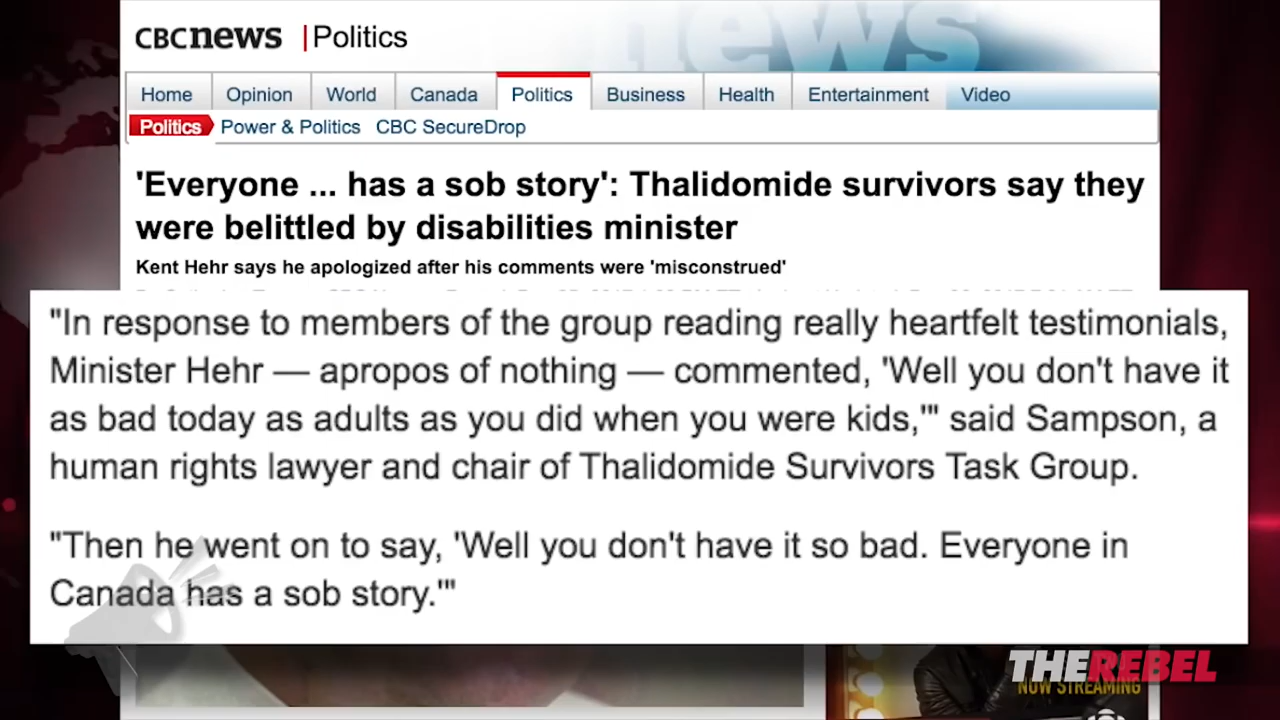 CBCnews | Politics
news
Home Opinion World Canada Politics Business Health Entertainment Video
Politics Power & Politics CBC SecureDrop
'Everyone ... has a sob story': Thalidomide survivors say they
were belittled by disabilities minister
Kent Hehr says he apologized after his comments were 'misconstrued'
"In response to members of the group reading really heartfelt testimonials,
Minister Hehr — apropos of nothing — commented, 'Well you don't have it
as bad today as adults as you did when you were kids,'" said Sampson, a
human rights lawyer and chair of Thalidomide Survivors Task Group.
"Then he went on to say, 'Well you don't have it so bad. Everyone in
Canada has a sob story.'"
THEREBEL
NOW STREAMING